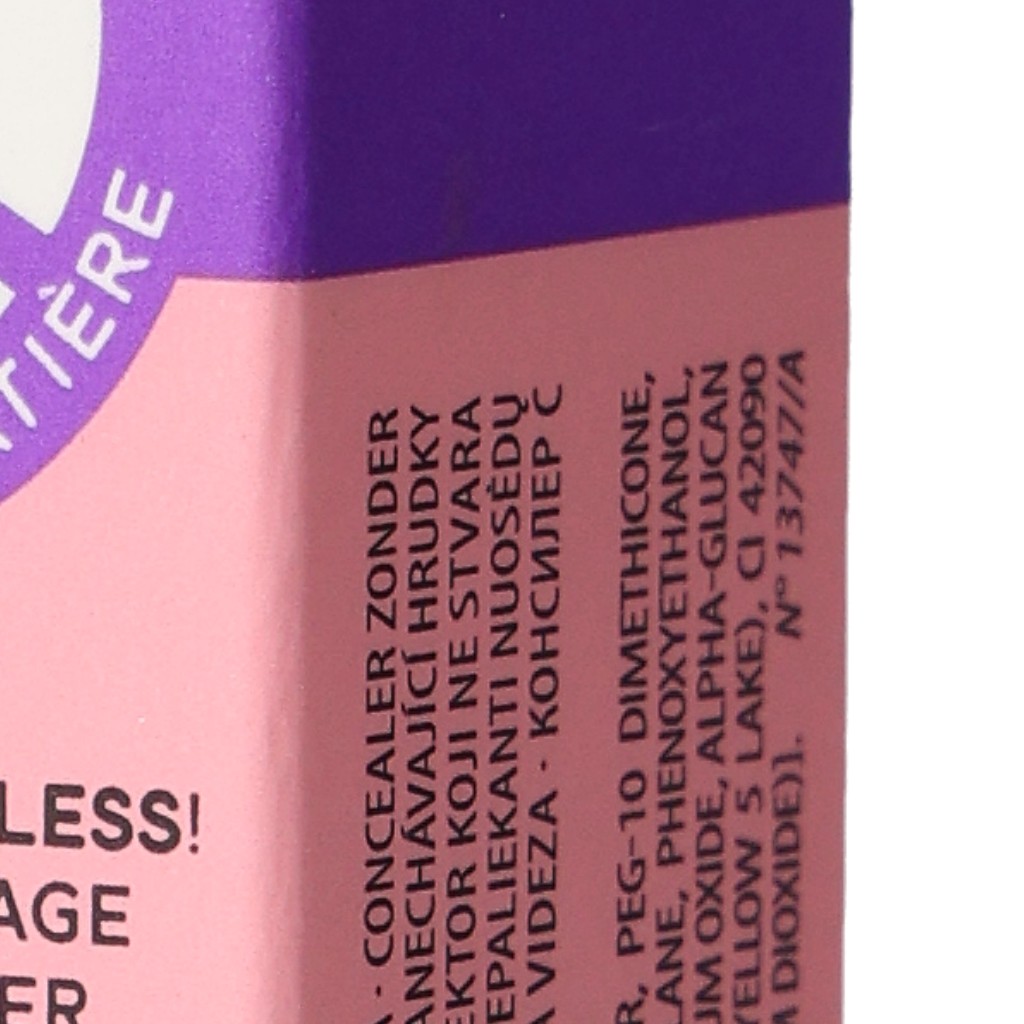 TIÈRE
LESS!
AGE
ER
A · CONCEALER ZONDER
ANECHÁVAJÍCÍ HRUDKY
EKTOR KOJI NE STVARA
EPALIEKANTI NUOSĖDŲ
A VIDEZA · КОНСИЛЕР С
R, PEG-10 DIMETHICONE,
LANE, PHENOXYETHANOL,
UM OXIDE, ALPHA-GLUCAN
YELLOW 5 LAKE), CI 42090
M DIOXIDE)]. N° 13747/A